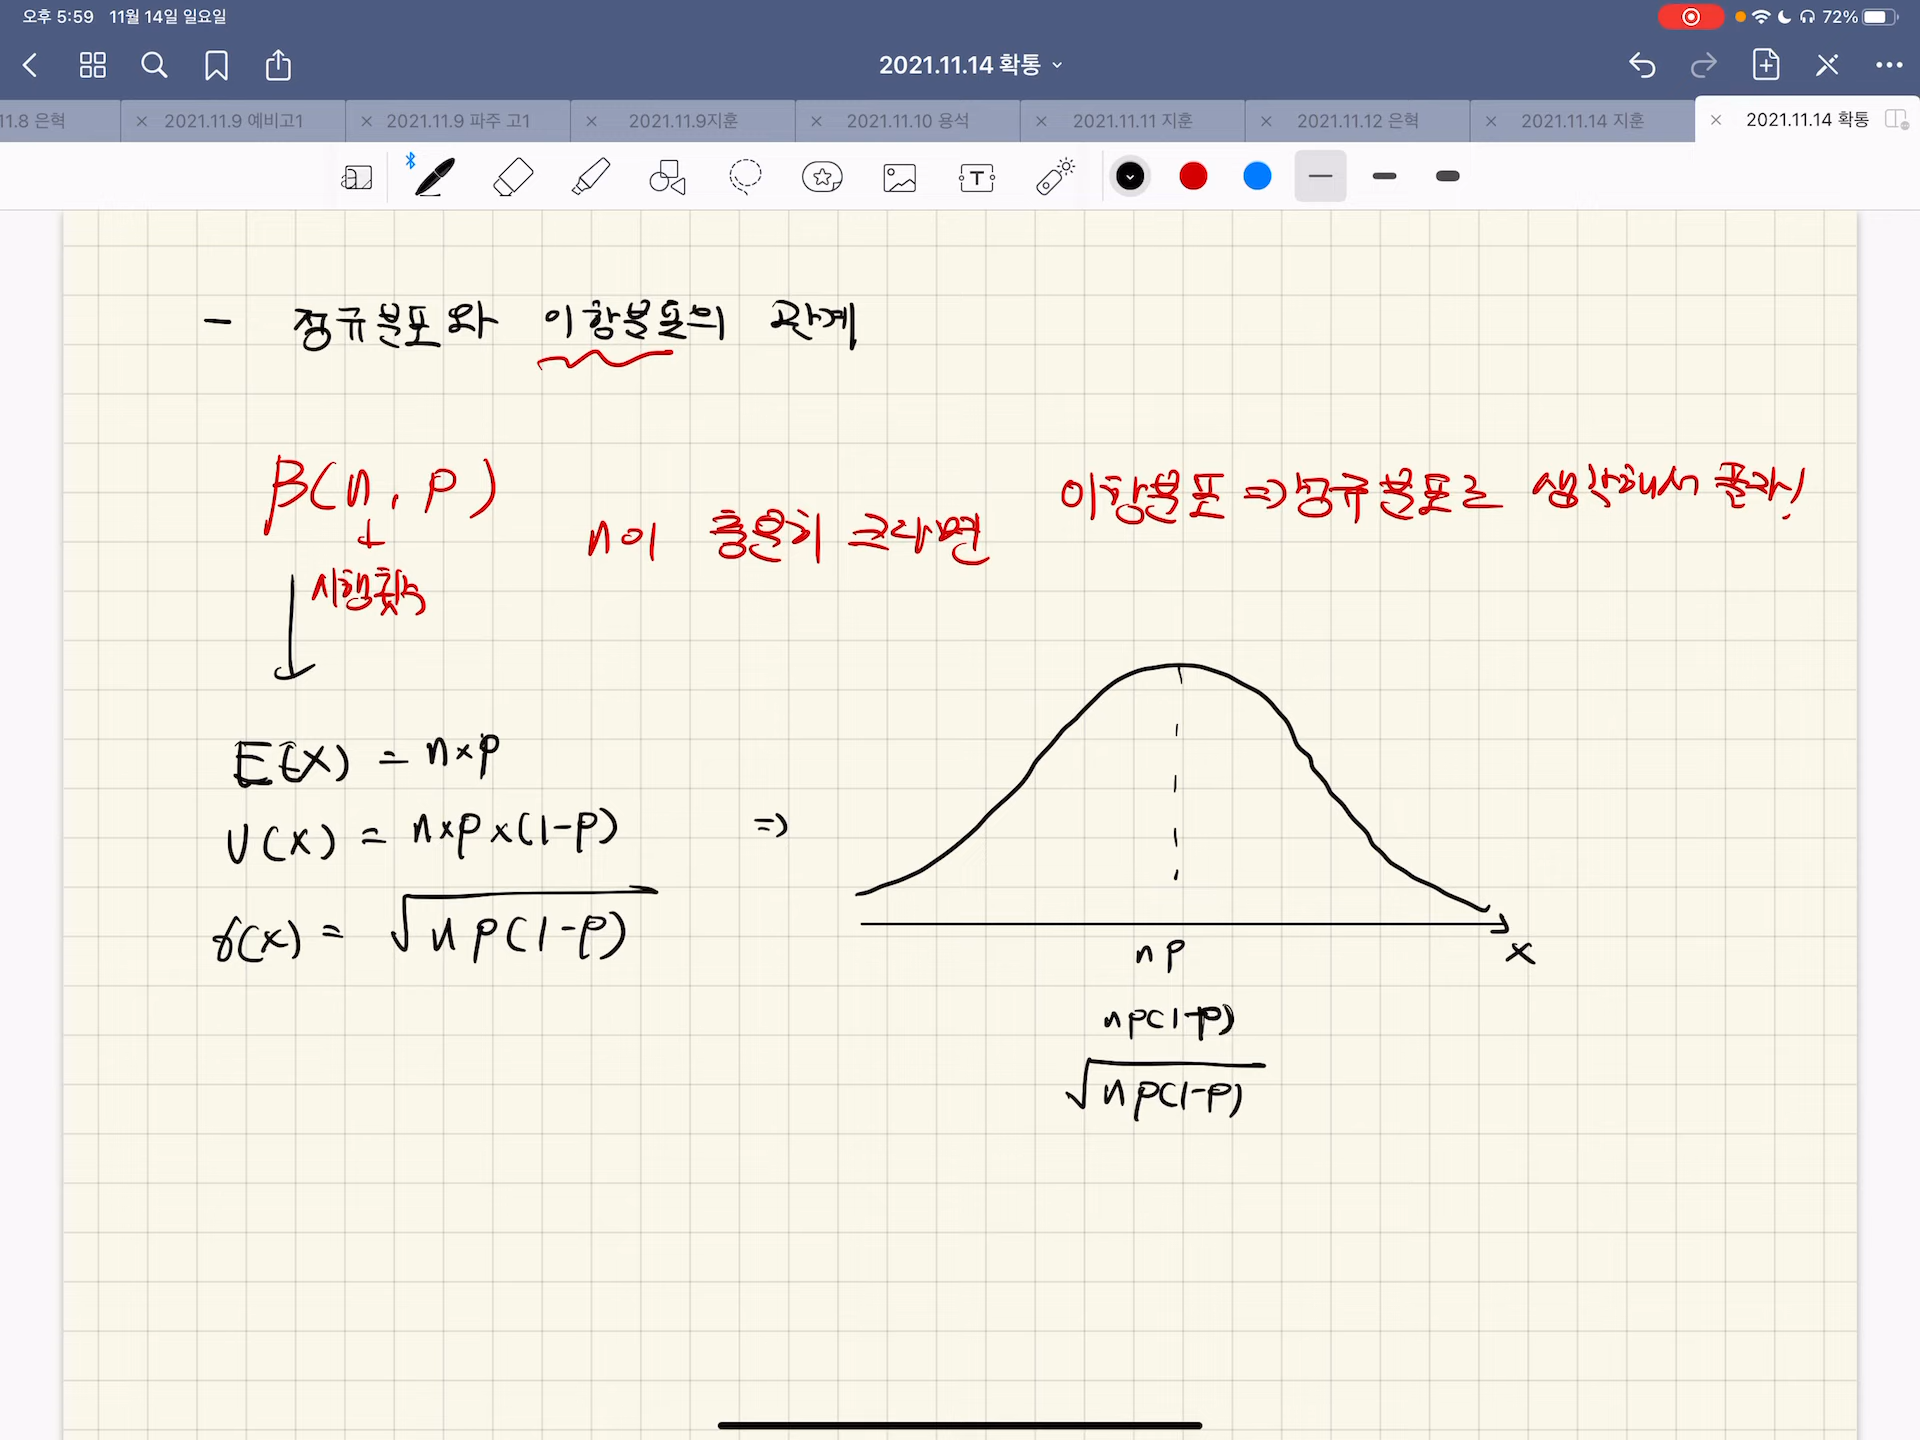 오후 5:59 11월 14일 일요일
72%
2021.11.14 확통
11.8 은혁
2021.11.9 예비고1
2021.11.9 파주 고1
2021.11.9지훈
2021.11.10 용석
2021.11.11 지훈
2021.11.12 은혁
2021.11.14 지훈
2021.11.14 확통
- 정규분포와 이항분포의 관계
B(n, p)
시행횟수
n이 충분히 크다면
이항분포 => 정규분포로 생각해서 풀자!
E(X) = n×p
V(X) = n×p×(1-p)
σ(x) = √np(1-p)
=>
np
x
np(1-p)
√np(1-p)